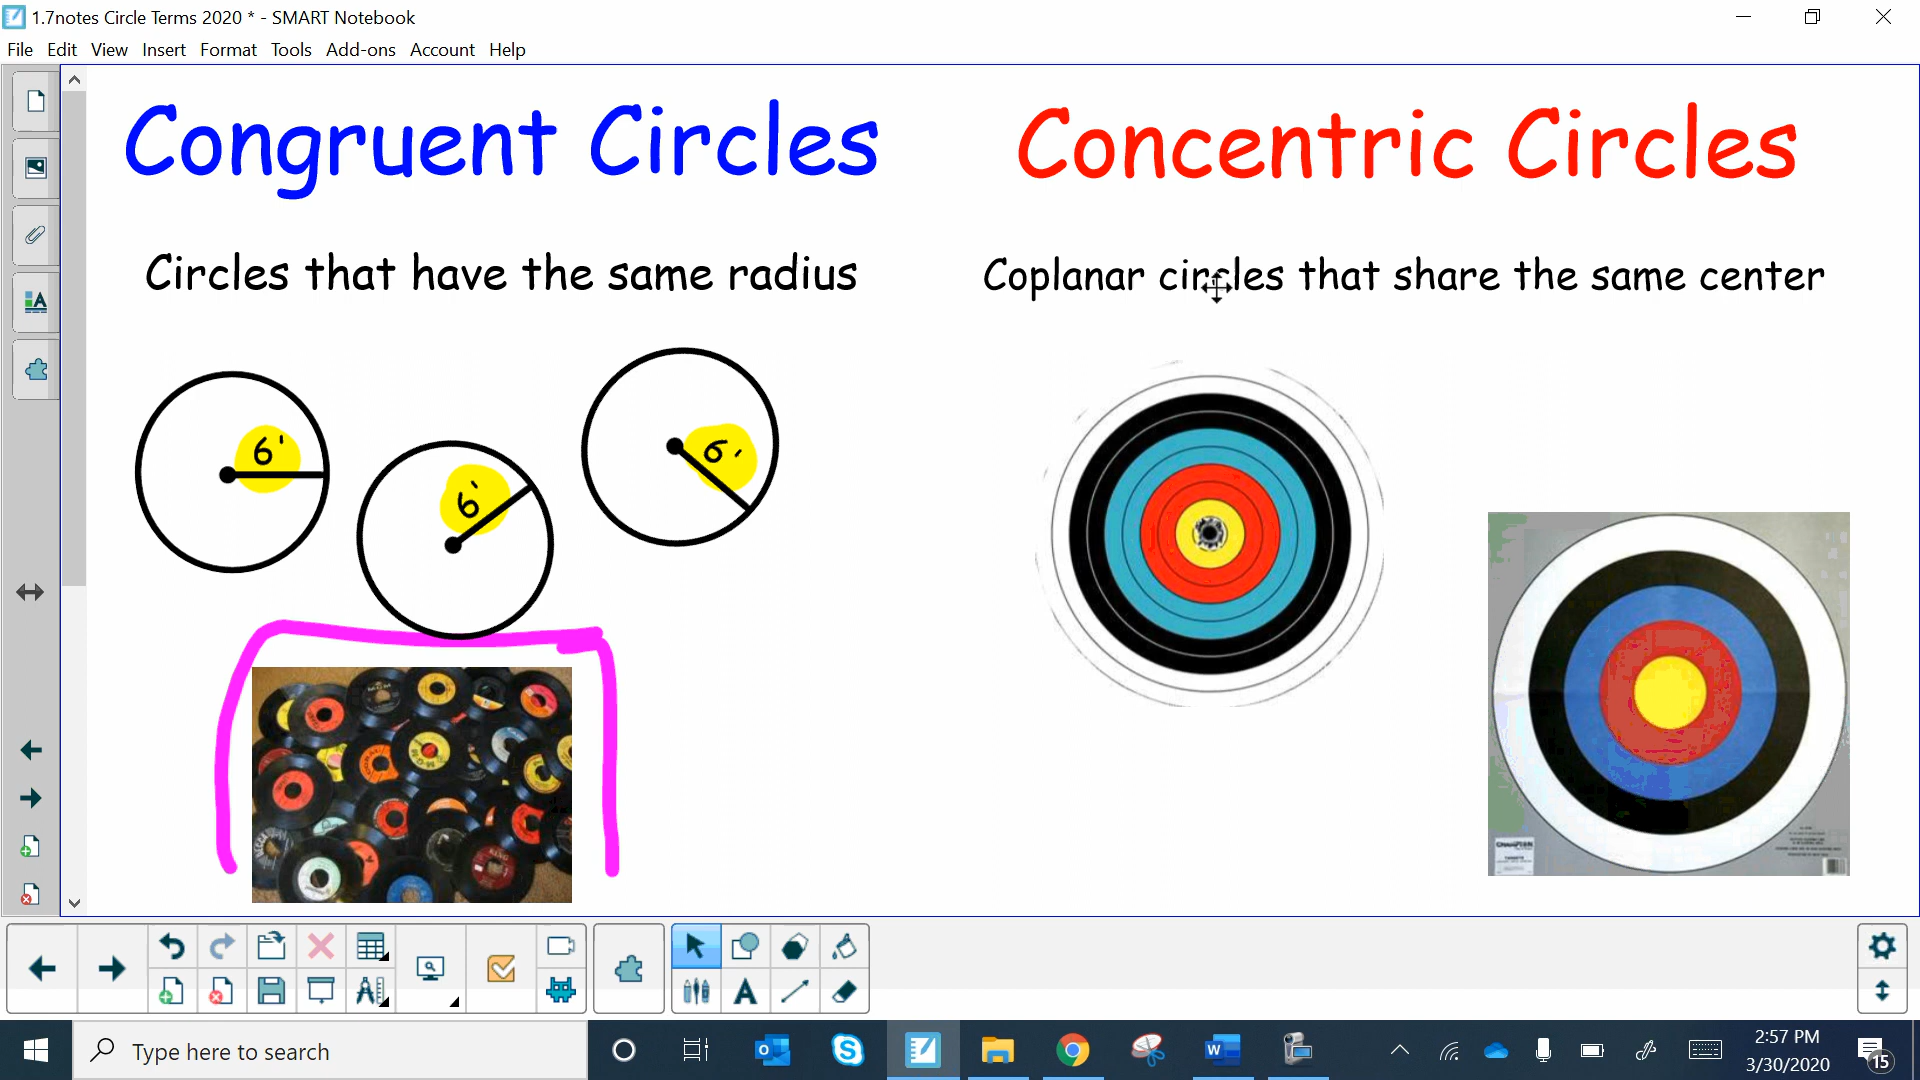 1.7notes Circle Terms 2020 * - SMART Notebook
File Edit View Insert Format Tools Add-ons Account Help
Congruent Circles
Concentric Circles
Circles that have the same radius
Coplanar circles that share the same center
6'
6'
6'
Type here to search
2:57 PM
3/30/2020
15